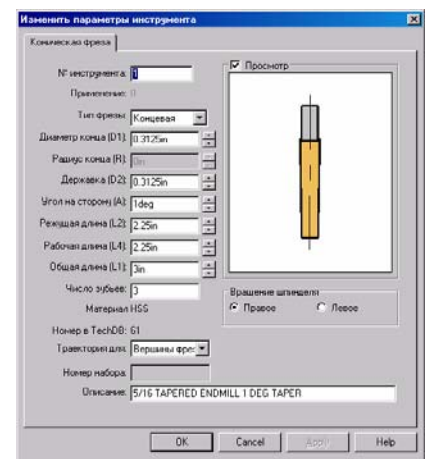 Изменить параметры инструмента
Коническая фреза
№ инструмента: 1
Просмотр
Применение: 0
Тип фрезы: Концевая
Диаметр конца (D1): 0.3125in
Радиус конца (R): 0in
Державка (D2): 0.3125in
Угол на сторону (A): 1deg
Режущая длина (L2): 2.25in
Рабочая длина (L4): 2.25in
Общая длина (L1): 3in
Число зубьев: 3
Вращение шпинделя
Правое Левое
Материал HSS
Номер в TechDB: 61
Траектория для: Вершины фрез
Номер набора:
Описание: 5/16 TAPERED ENDMILL 1 DEG TAPER
OK Cancel Apply Help